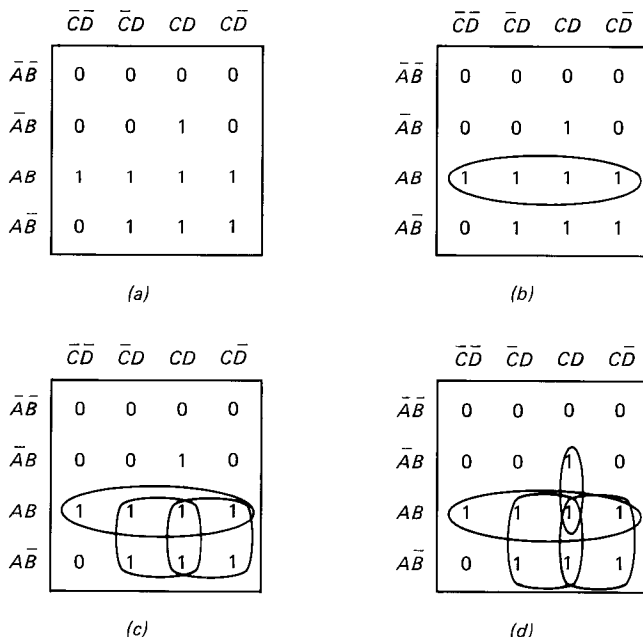 C̄D̄ C̄D CD CD̄
ĀB̄ 0 0 0 0
ĀB 0 0 1 0
AB 1 1 1 1
AB̄ 0 1 1 1
(a)
C̄D̄ C̄D CD CD̄
ĀB̄ 0 0 0 0
ĀB 0 0 1 0
AB 1 1 1 1
AB̄ 0 1 1 1
(b)
C̄D̄ C̄D CD CD̄
ĀB̄ 0 0 0 0
ĀB 0 0 1 0
AB 1 1 1 1
AB̄ 0 1 1 1
(c)
C̄D̄ C̄D CD CD̄
ĀB̄ 0 0 0 0
ĀB 0 0 1 0
AB 1 1 1 1
AB̄ 0 1 1 1
(d)